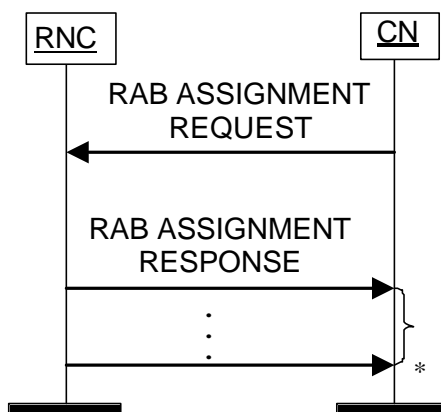 RNC
CN
RAB ASSIGNMENT
REQUEST
RAB ASSIGNMENT
RESPONSE
*